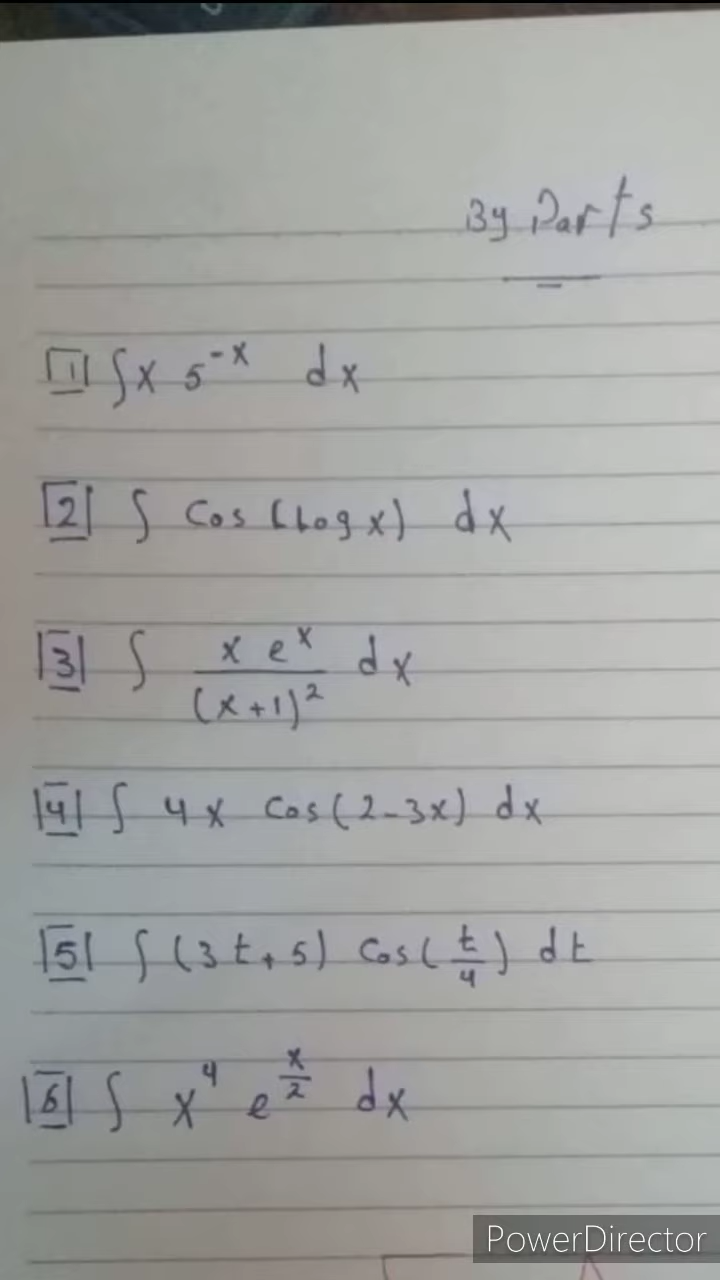 By Parts
1 ∫ x 5^-x dx
2 ∫ Cos (Log x) dx
3 ∫ x e^x / (x+1)^2 dx
4 ∫ 4x Cos(2-3x) dx
5 ∫ (3t+5) Cos(t/4) dt
6 ∫ x^4 e^x/2 dx
PowerDirector